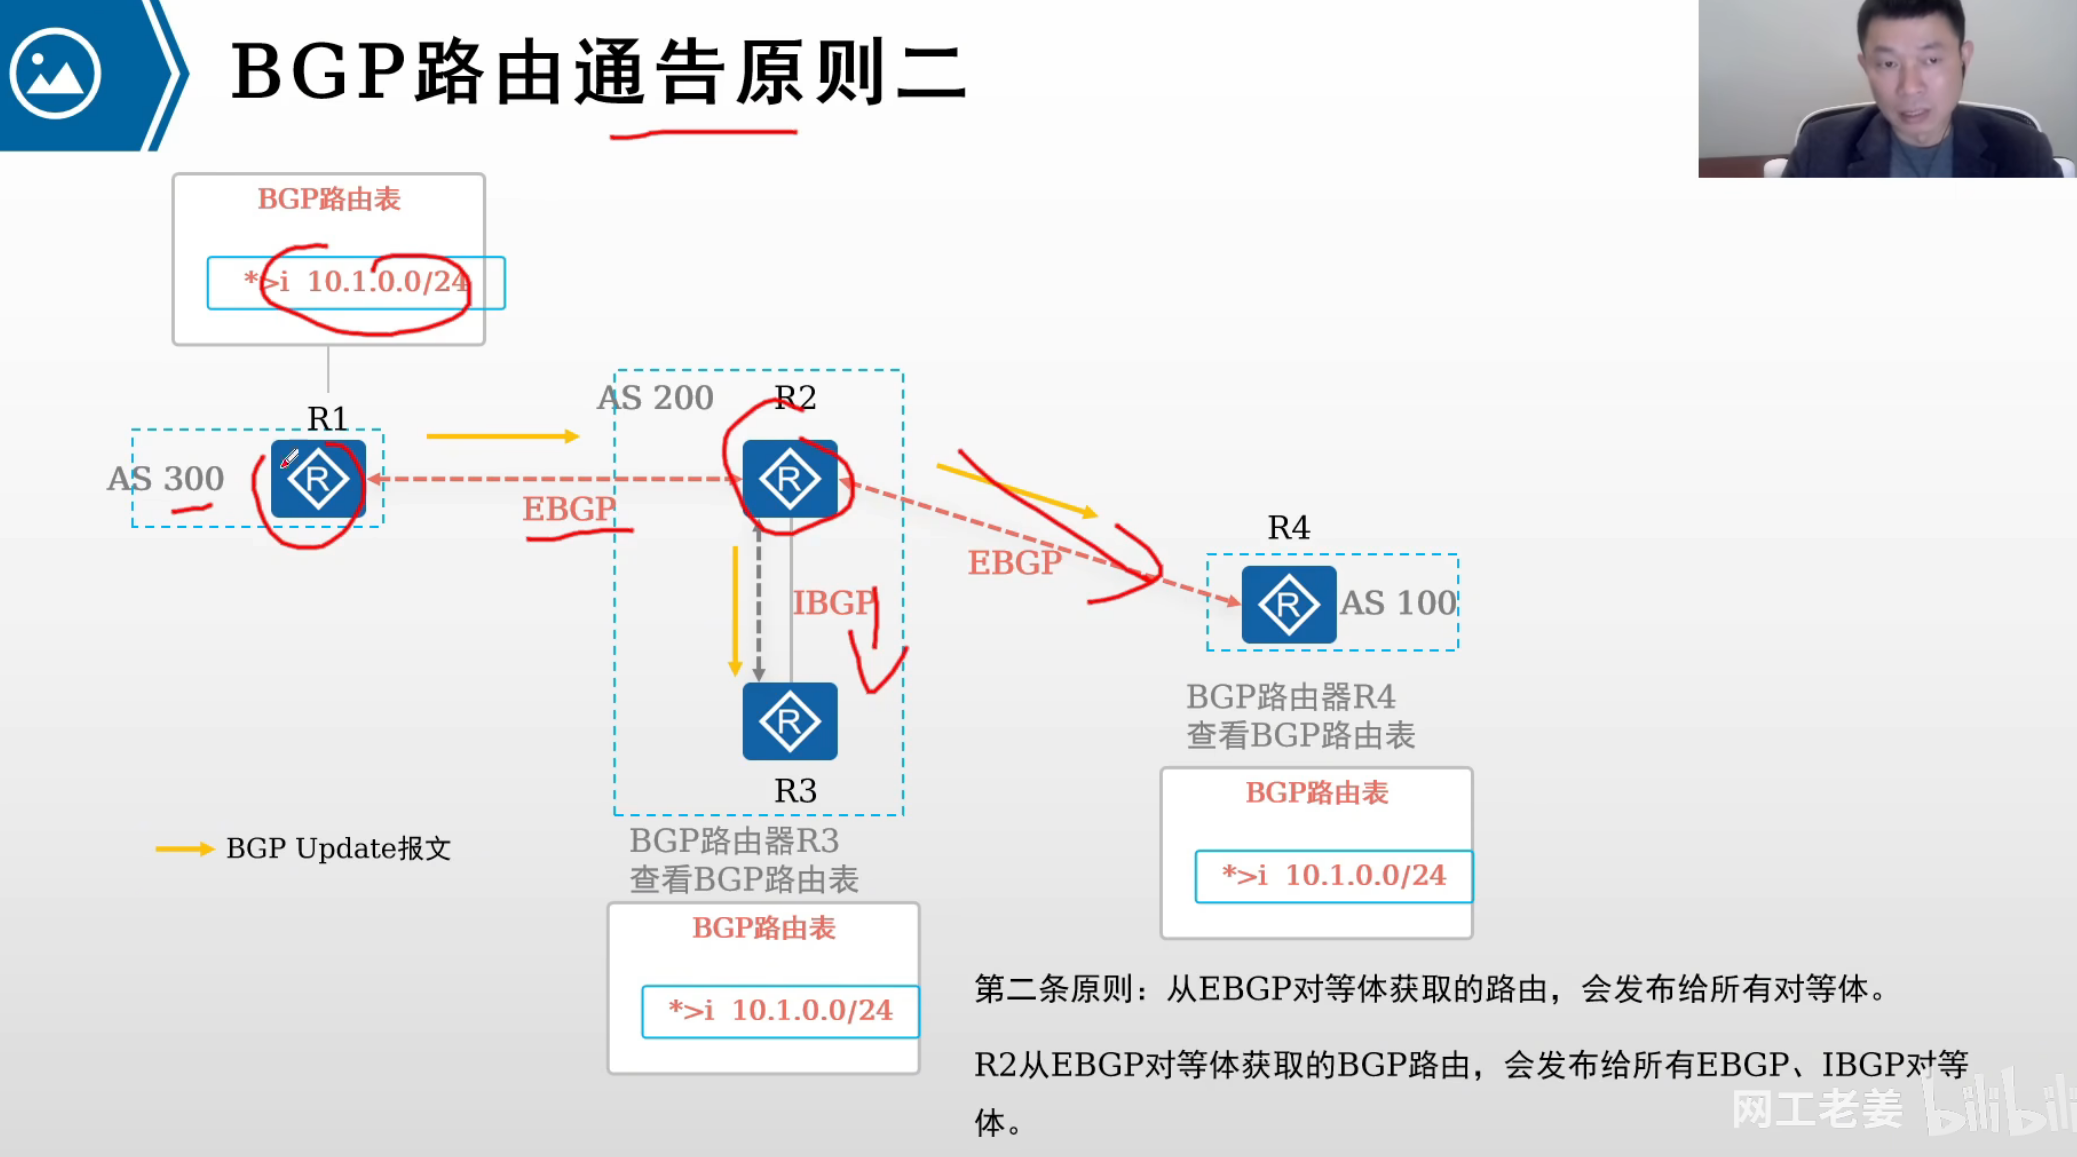 BGP路由通告原则二
BGP路由表
*>i 10.1.0.0/24
R1
AS 300
AS 200
R2
EBGP
EBGP
IBGP
R4
AS 100
R3
BGP路由器R4
查看BGP路由表
BGP路由表
*>i 10.1.0.0/24
BGP Update报文
BGP路由器R3
查看BGP路由表
BGP路由表
*>i 10.1.0.0/24
第二条原则：从EBGP对等体获取的路由，会发布给所有对等体。
R2从EBGP对等体获取的BGP路由，会发布给所有EBGP、IBGP对等
体。
网工老姜 bilibili
R
R
R
R